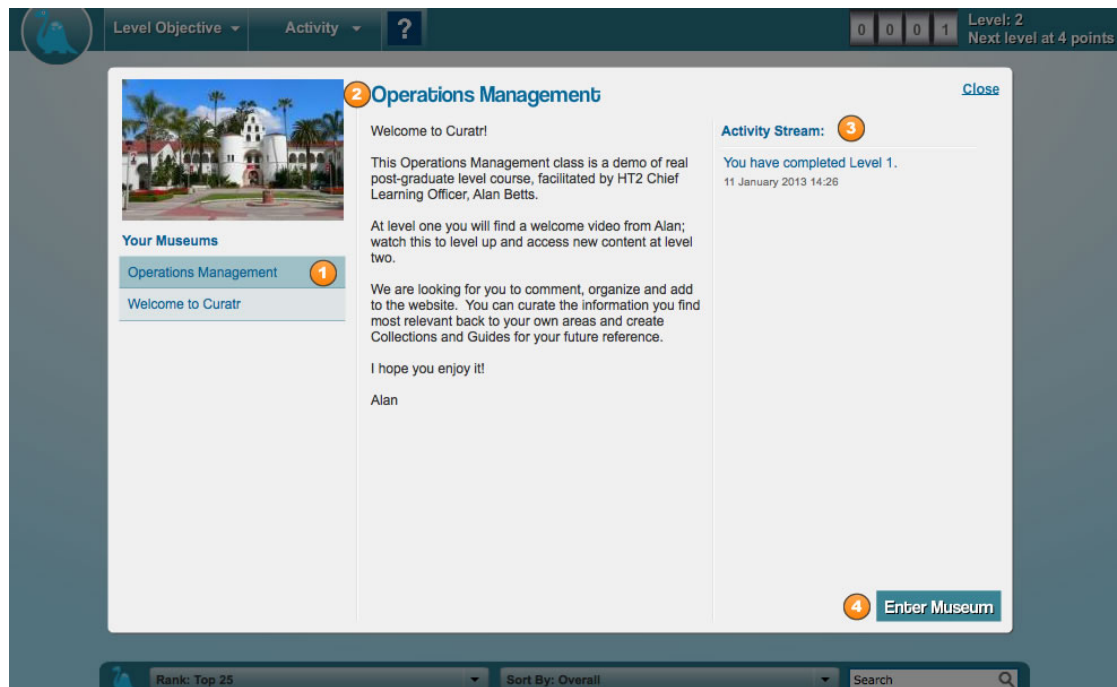 Level Objective
Activity
?
0 0 0 1
Level: 2
Next level at 4 points
2
Operations Management
Close
Welcome to Curatr!
This Operations Management class is a demo of real
post-graduate level course, facilitated by HT2 Chief
Learning Officer, Alan Betts.
At level one you will find a welcome video from Alan;
watch this to level up and access new content at level
two.
We are looking for you to comment, organize and add
to the website. You can curate the information you find
most relevant back to your own areas and create
Collections and Guides for your future reference.
I hope you enjoy it!
Alan
Activity Stream: 3
You have completed Level 1.
11 January 2013 14:26
Your Museums
Operations Management 1
Welcome to Curatr
4 Enter Museum
Rank: Top 25
Sort By: Overall
Search